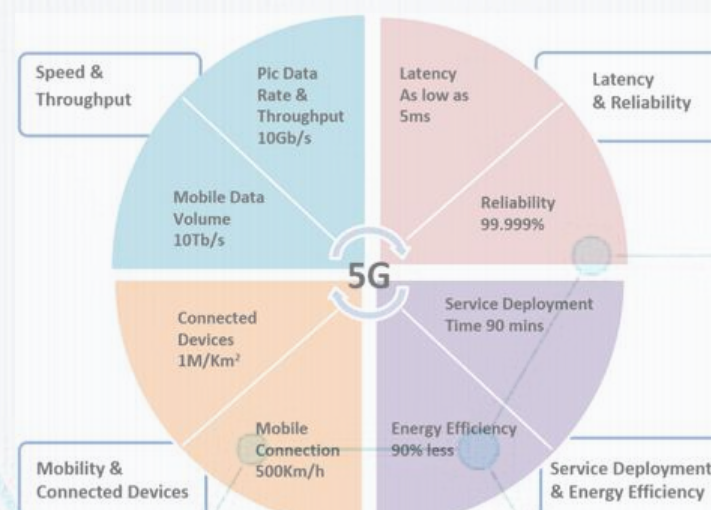 Speed &
Throughput
Pic Data
Rate &
Throughput
10Gb/s
Mobile Data
Volume
10Tb/s
Latency
As low as
5ms
Reliability
99.999%
Latency
& Reliability
5G
Connected
Devices
1M/Km²
Mobile
Connection
500Km/h
Service Deployment
Time 90 mins
Energy Efficiency
90% less
Mobility &
Connected Devices
Service Deployment
& Energy Efficiency